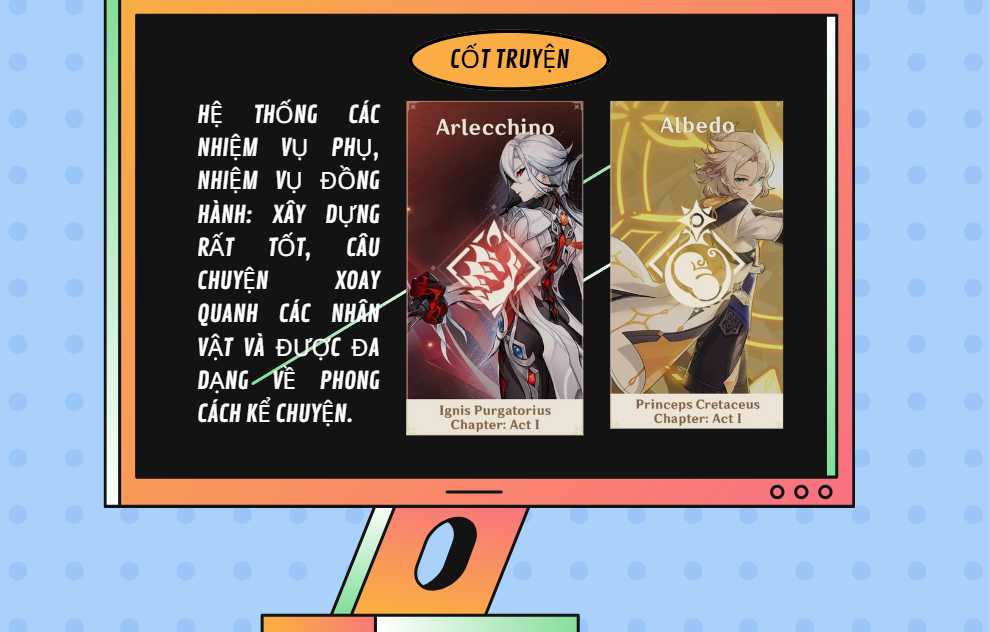 CỐT TRUYỆN
HỆ THỐNG CÁC
NHIỆM VỤ PHỤ,
NHIỆM VỤ ĐỒNG
HÀNH: XÂY DỰNG
RẤT TỐT, CÂU
CHUYỆN XOAY
QUANH CÁC NHÂN
VẬT VÀ ĐƯỢC ĐA
DẠNG VỀ PHONG
CÁCH KỂ CHUYỆN.
Arlecchino
Ignis Purgatorius
Chapter: Act I
Albedo
Princeps Cretaceus
Chapter: Act I